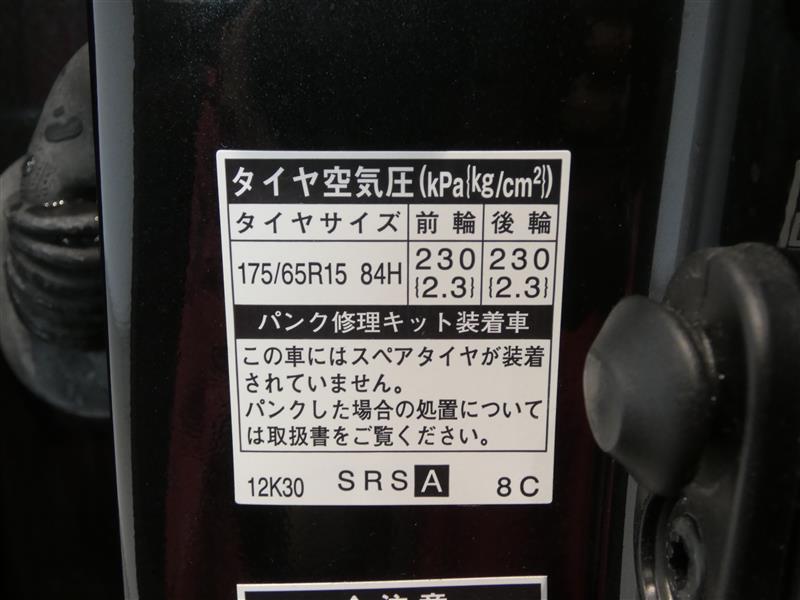 タイヤ空気圧(kPa{kg/cm²})
タイヤサイズ 前輪 後輪
175/65R15 84H 230 {2.3} 230 {2.3}
パンク修理キット装着車
この車にはスペアタイヤが装着
されていません。
パンクした場合の処置について
は取扱書をご覧ください。
12K30 SRS A 8C
注意